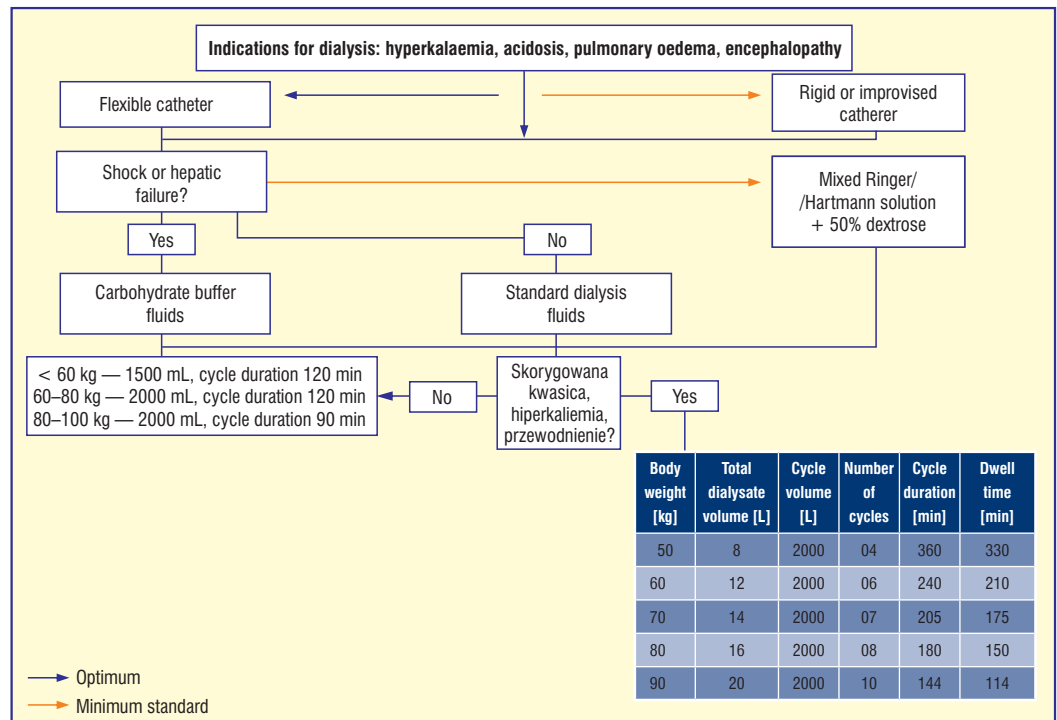 Indications for dialysis: hyperkalaemia, acidosis, pulmonary oedema, encephalopathy
Flexible catheter
Rigid or improvised
catherer
Shock or hepatic
failure?
Mixed Ringer/
/Hartmann solution
+ 50% dextrose
Yes
No
Carbohydrate buffer
fluids
Standard dialysis
fluids
< 60 kg — 1500 mL, cycle duration 120 min
60–80 kg — 2000 mL, cycle duration 120 min
80–100 kg — 2000 mL, cycle duration 90 min
No
Skorygowana
kwasica,
hiperkaliemia,
przewodnienie?
Yes
Body weight [kg] Total dialysate volume [L] Cycle volume [L] Number of cycles Cycle duration [min] Dwell time [min]
50 8 2000 04 360 330
60 12 2000 06 240 210
70 14 2000 07 205 175
80 16 2000 08 180 150
90 20 2000 10 144 114
Optimum
Minimum standard